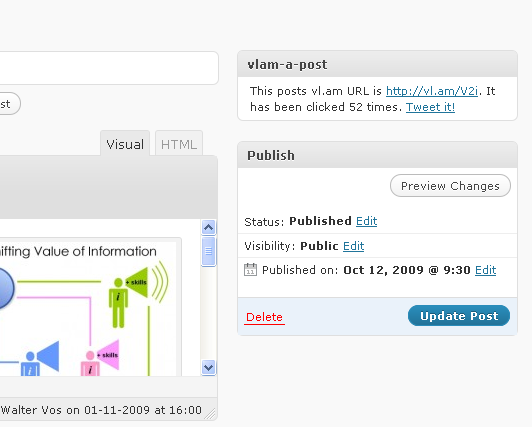 vlam-a-post
This posts vl.am URL is http://vl.am/V2i. It
has been clicked 52 times. Tweet it!
st
Visual
HTML
Publish
Preview Changes
Status: Published Edit
Visibility: Public Edit
Published on: Oct 12, 2009 @ 9:30 Edit
Delete
Update Post
ifting Value of Information
i
+ skills
i
i
+ skills
Walter Vos on 01-11-2009 at 16:00